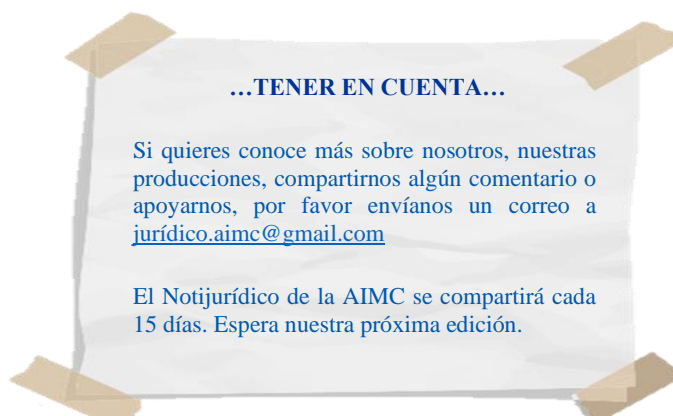 …TENER EN CUENTA…
Si quieres conoce más sobre nosotros, nuestras
producciones, compartirnos algún comentario o
apoyarnos, por favor envíanos un correo a
jurídico.aimc@gmail.com
El Notijurídico de la AIMC se compartirá cada
15 días. Espera nuestra próxima edición.